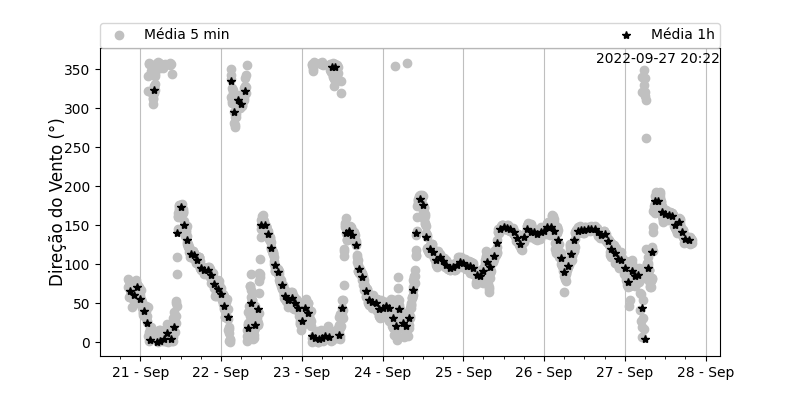 Média 5 min
Média 1h
2022-09-27 20:22
Direção do Vento (°)
350
300
250
200
150
100
50
0
21 - Sep
22 - Sep
23 - Sep
24 - Sep
25 - Sep
26 - Sep
27 - Sep
28 - Sep